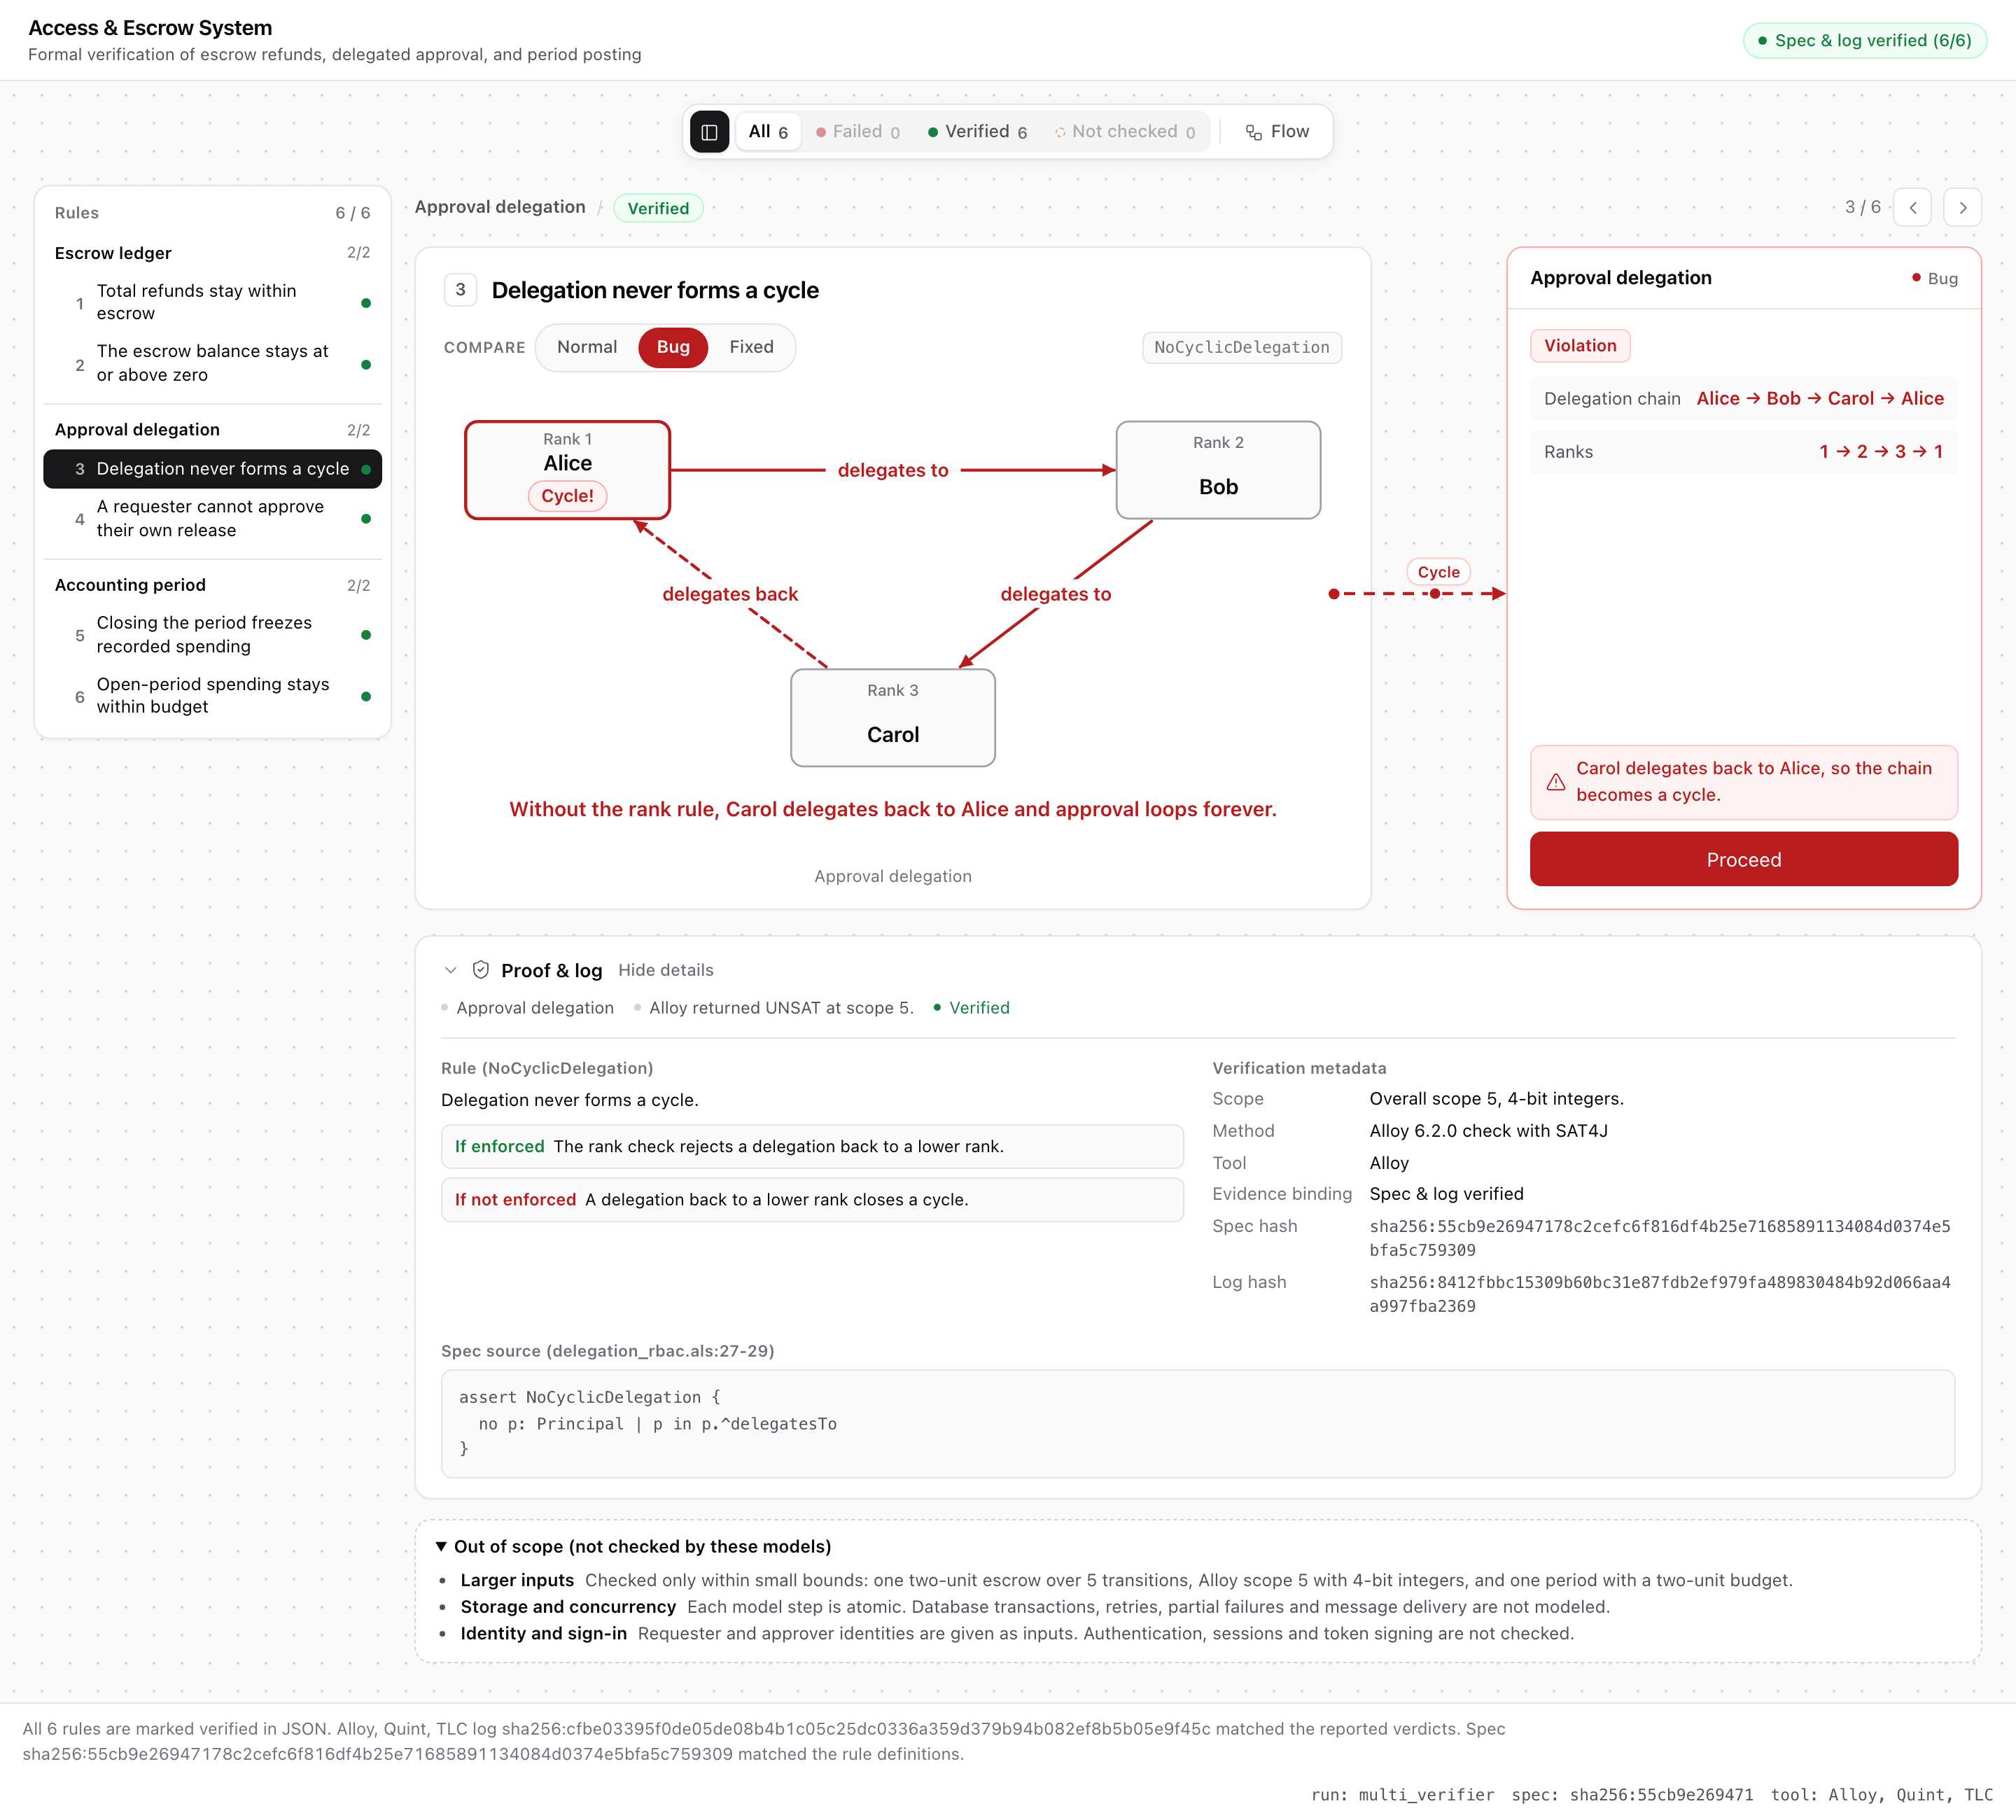 Access & Escrow System
Formal verification of escrow refunds, delegated approval, and period posting
Spec & log verified (6/6)
All 6
Failed 0
Verified 6
Not checked 0
Flow
Rules 6 / 6
Escrow ledger 2/2
1 Total refunds stay within
escrow
2 The escrow balance stays at
or above zero
Approval delegation 2/2
3 Delegation never forms a cycle
4 A requester cannot approve
their own release
Accounting period 2/2
5 Closing the period freezes
recorded spending
6 Open-period spending stays
within budget
Approval delegation / Verified
3 / 6
3 Delegation never forms a cycle
COMPARE Normal Bug Fixed
NoCyclicDelegation
Rank 1
Alice
Cycle!
delegates to
Rank 2
Bob
delegates back
delegates to
Rank 3
Carol
Without the rank rule, Carol delegates back to Alice and approval loops forever.
Approval delegation
Cycle
Approval delegation
Bug
Violation
Delegation chain Alice → Bob → Carol → Alice
Ranks 1 → 2 → 3 → 1
Carol delegates back to Alice, so the chain
becomes a cycle.
Proceed
Proof & log Hide details
Approval delegation Alloy returned UNSAT at scope 5. Verified
Rule (NoCyclicDelegation)
Delegation never forms a cycle.
If enforced The rank check rejects a delegation back to a lower rank.
If not enforced A delegation back to a lower rank closes a cycle.
Verification metadata
Scope Overall scope 5, 4-bit integers.
Method Alloy 6.2.0 check with SAT4J
Tool Alloy
Evidence binding Spec & log verified
Spec hash sha256:55cb9e26947178c2cefc6f816df4b25e71685891134084d0374e5
bfa5c759309
Log hash sha256:8412fbbc15309b60bc31e87fdb2ef979fa489830484b92d066aa4
a997fba2369
Spec source (delegation_rbac.als:27-29)
assert NoCyclicDelegation {
  no p: Principal | p in p.^delegatesTo
}
▼ Out of scope (not checked by these models)
• Larger inputs Checked only within small bounds: one two-unit escrow over 5 transitions, Alloy scope 5 with 4-bit integers, and one period with a two-unit budget.
• Storage and concurrency Each model step is atomic. Database transactions, retries, partial failures and message delivery are not modeled.
• Identity and sign-in Requester and approver identities are given as inputs. Authentication, sessions and token signing are not checked.
All 6 rules are marked verified in JSON. Alloy, Quint, TLC log sha256:cfbe03395f0de05de08b4b1c05c25dc0336a359d379b94b082ef8b5b05e9f45c matched the reported verdicts. Spec
sha256:55cb9e26947178c2cefc6f816df4b25e71685891134084d0374e5bfa5c759309 matched the rule definitions.
run: multi_verifier spec: sha256:55cb9e269471 tool: Alloy, Quint, TLC